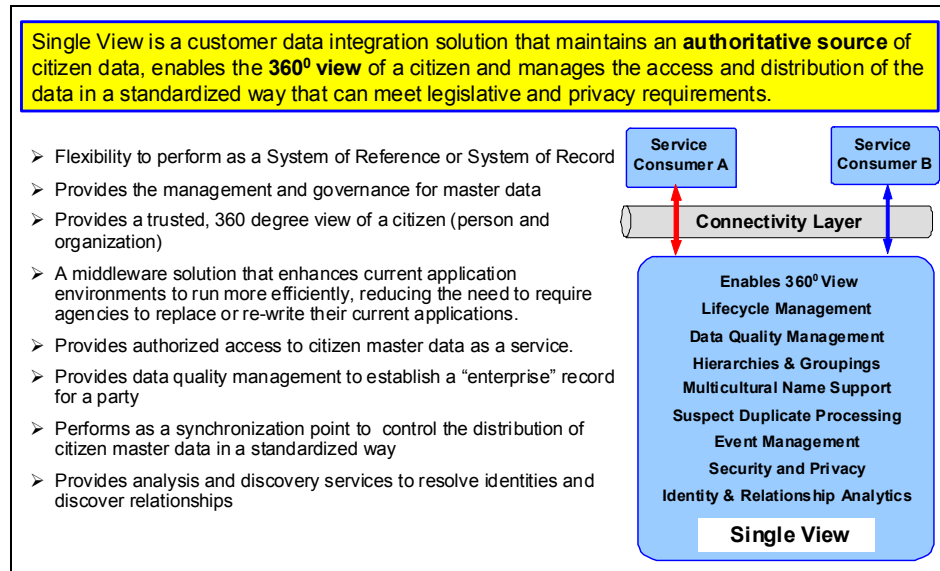 Single View is a customer data integration solution that maintains an authoritative source of
citizen data, enables the 360⁰ view of a citizen and manages the access and distribution of the
data in a standardized way that can meet legislative and privacy requirements.
➢ Flexibility to perform as a System of Reference or System of Record
➢ Provides the management and governance for master data
➢ Provides a trusted, 360 degree view of a citizen (person and
organization)
➢ A middleware solution that enhances current application
environments to run more efficiently, reducing the need to require
agencies to replace or re-write their current applications.
➢ Provides authorized access to citizen master data as a service.
➢ Provides data quality management to establish a “enterprise” record
for a party
➢ Performs as a synchronization point to control the distribution of
citizen master data in a standardized way
➢ Provides analysis and discovery services to resolve identities and
discover relationships
Service
Consumer A
Service
Consumer B
Connectivity Layer
Enables 360⁰ View
Lifecycle Management
Data Quality Management
Hierarchies & Groupings
Multicultural Name Support
Suspect Duplicate Processing
Event Management
Security and Privacy
Identity & Relationship Analytics
Single View